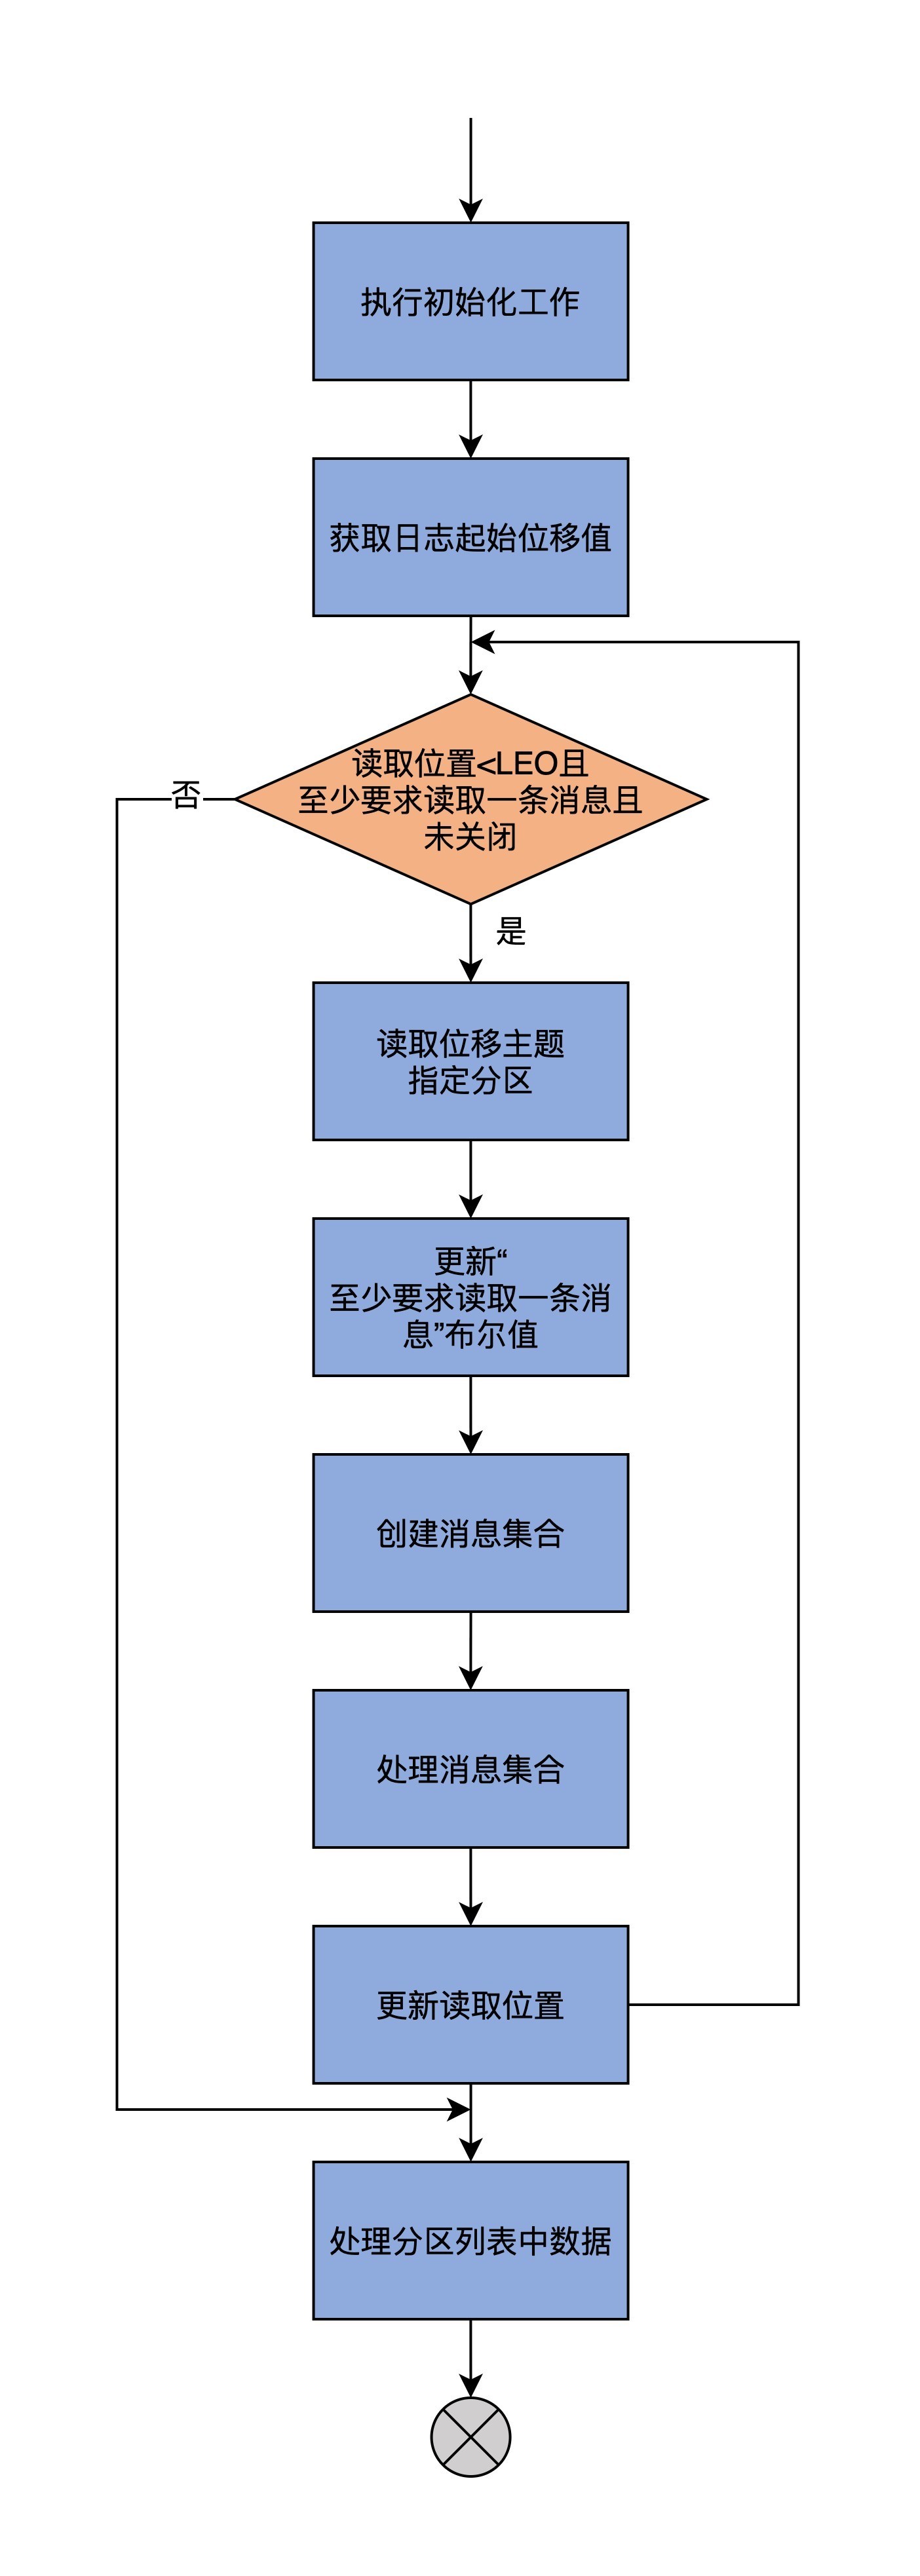 执行初始化工作
获取日志起始位移值
读取位置<LEO且
至少要求读取一条消息且
未关闭
否
是
读取位移主题
指定分区
更新“
至少要求读取一条消
息”布尔值
创建消息集合
处理消息集合
更新读取位置
处理分区列表中数据